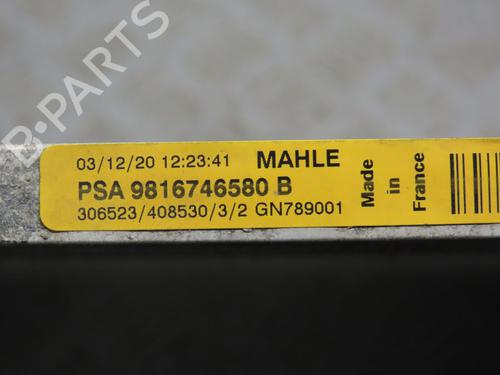 B-PARTS
03/12/20 12:23:41 MAHLE
PSA 9816746580 B
306523/408530/3/2 GN789001
Made
in
France